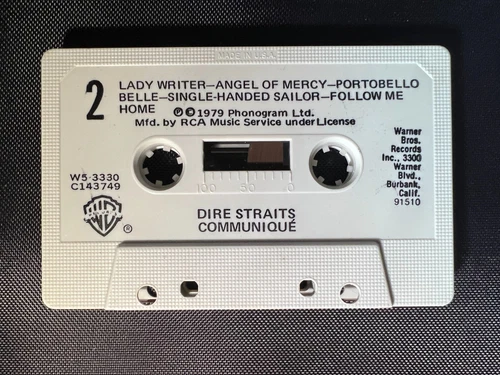 MADE IN U.S.A.
2
LADY WRITER—ANGEL OF MERCY—PORTOBELLO
BELLE—SINGLE-HANDED SAILOR—FOLLOW ME
HOME
Ⓟ©1979 Phonogram Ltd.
Mfd. by RCA Music Service under License
W5-3330
C143749
100 50 0
Warner
Bros.
Records
Inc., 3300
Warner
Blvd.,
Burbank,
Calif.
91510
®
DIRE STRAITS
COMMUNIQUÉ